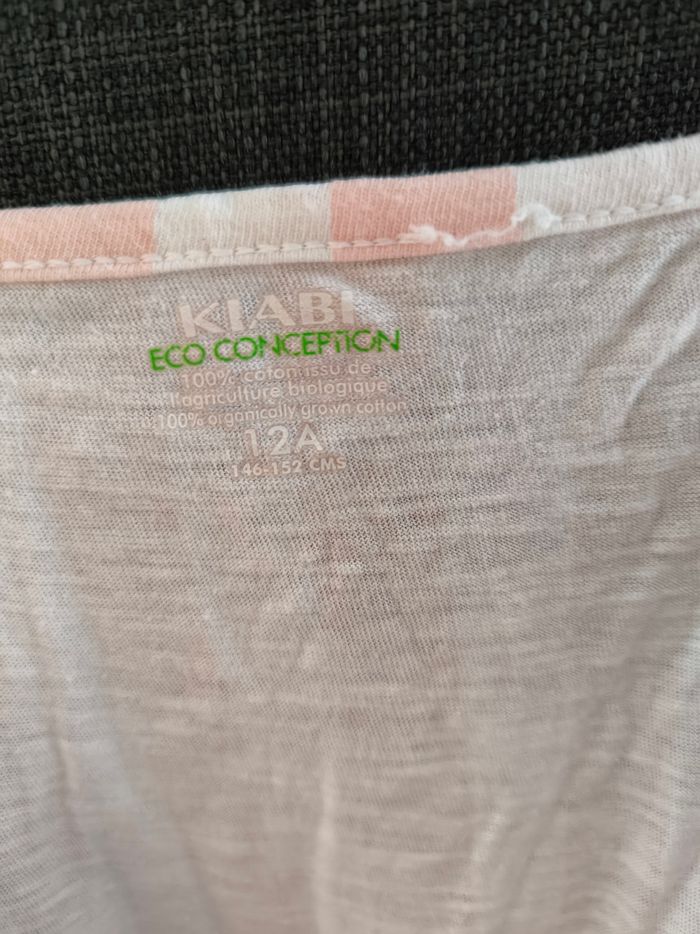 KIABI
ECO CONCEPTION
100% coton issu de
l'agriculture biologique
100% organically grown cotton
12A
146-152 CMS